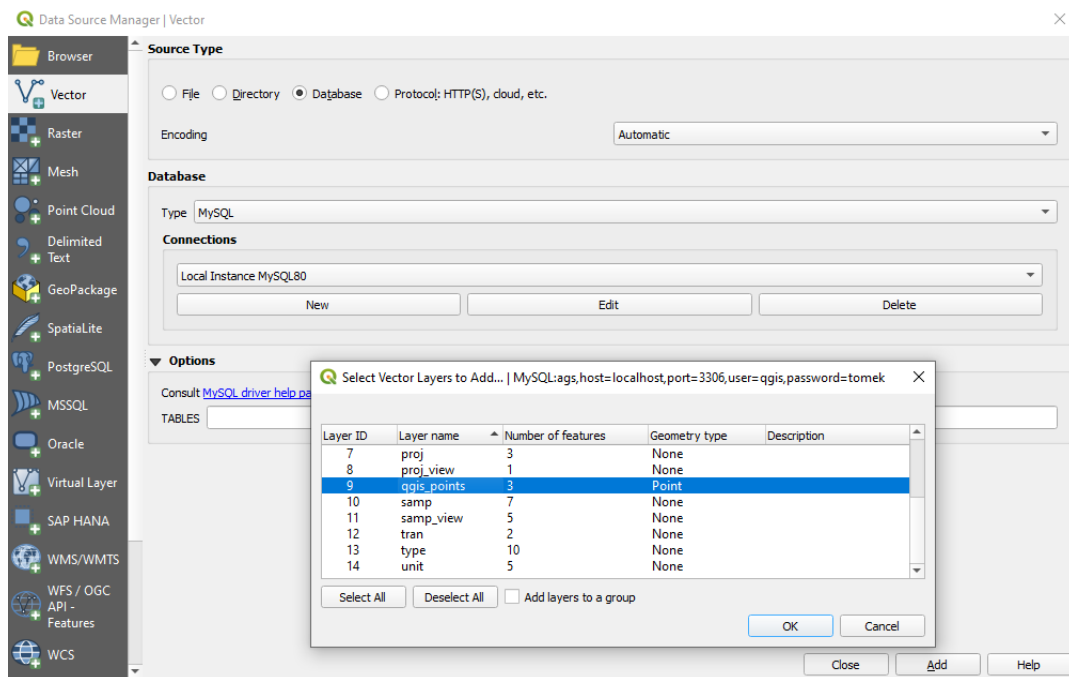 Data Source Manager | Vector
Browser
Vector
Raster
Mesh
Point Cloud
Delimited
Text
GeoPackage
SpatiaLite
PostgreSQL
MSSQL
Oracle
Virtual Layer
SAP HANA
WMS/WMTS
WFS / OGC
API -
Features
WCS
Source Type
File Directory Database Protocol: HTTP(S), cloud, etc.
Encoding Automatic
Database
Type MySQL
Connections
Local Instance MySQL80
New Edit Delete
Options
Consult MySQL driver help pa
TABLES
Select Vector Layers to Add... | MySQL:ags,host=localhost,port=3306,user=qgis,password=tomek
Layer ID Layer name Number of features Geometry type Description
7 proj 3 None
8 proj_view 1 None
9 qgis_points 3 Point
10 samp 7 None
11 samp_view 5 None
12 tran 2 None
13 type 10 None
14 unit 5 None
Select All Deselect All Add layers to a group
OK Cancel
Close Add Help